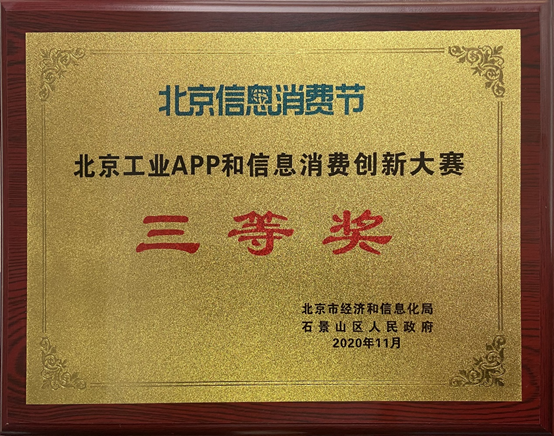 北京信息消费节
北京工业APP和信息消费创新大赛
三等奖
北京市经济和信息化局
石景山区人民政府
2020年11月